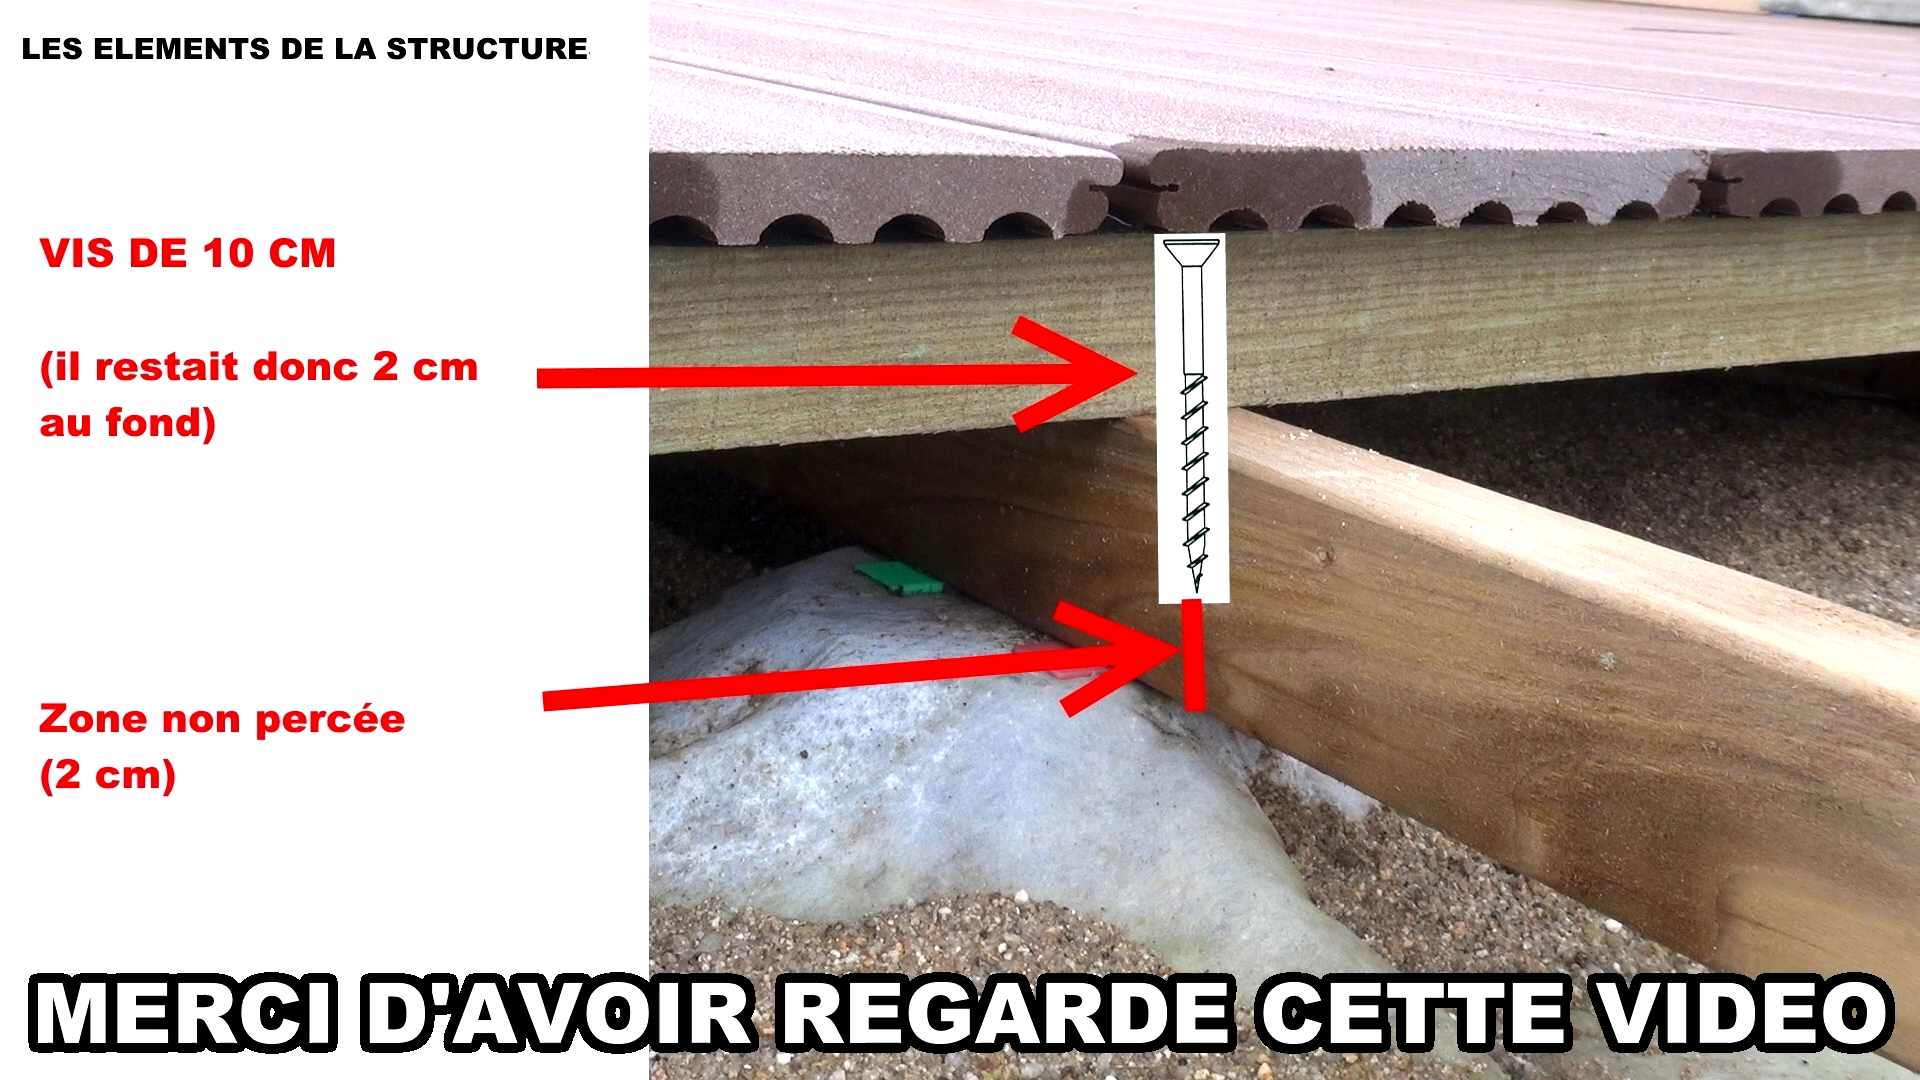 LES ELEMENTS DE LA STRUCTURE
VIS DE 10 CM
(il restait donc 2 cm
au fond)
Zone non percée
(2 cm)
MERCI D'AVOIR REGARDE CETTE VIDEO